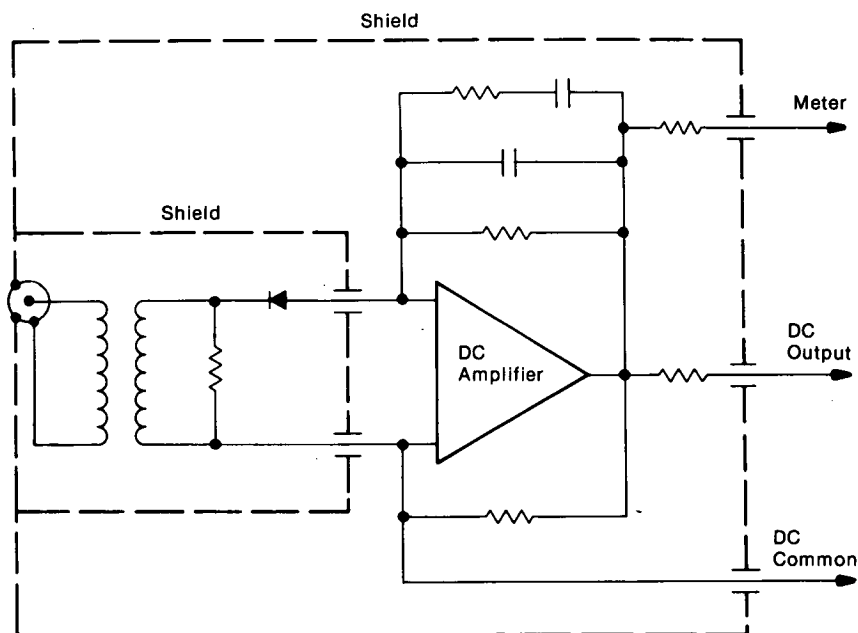 Shield
Meter
Shield
DC
Amplifier
DC
Output
DC
Common